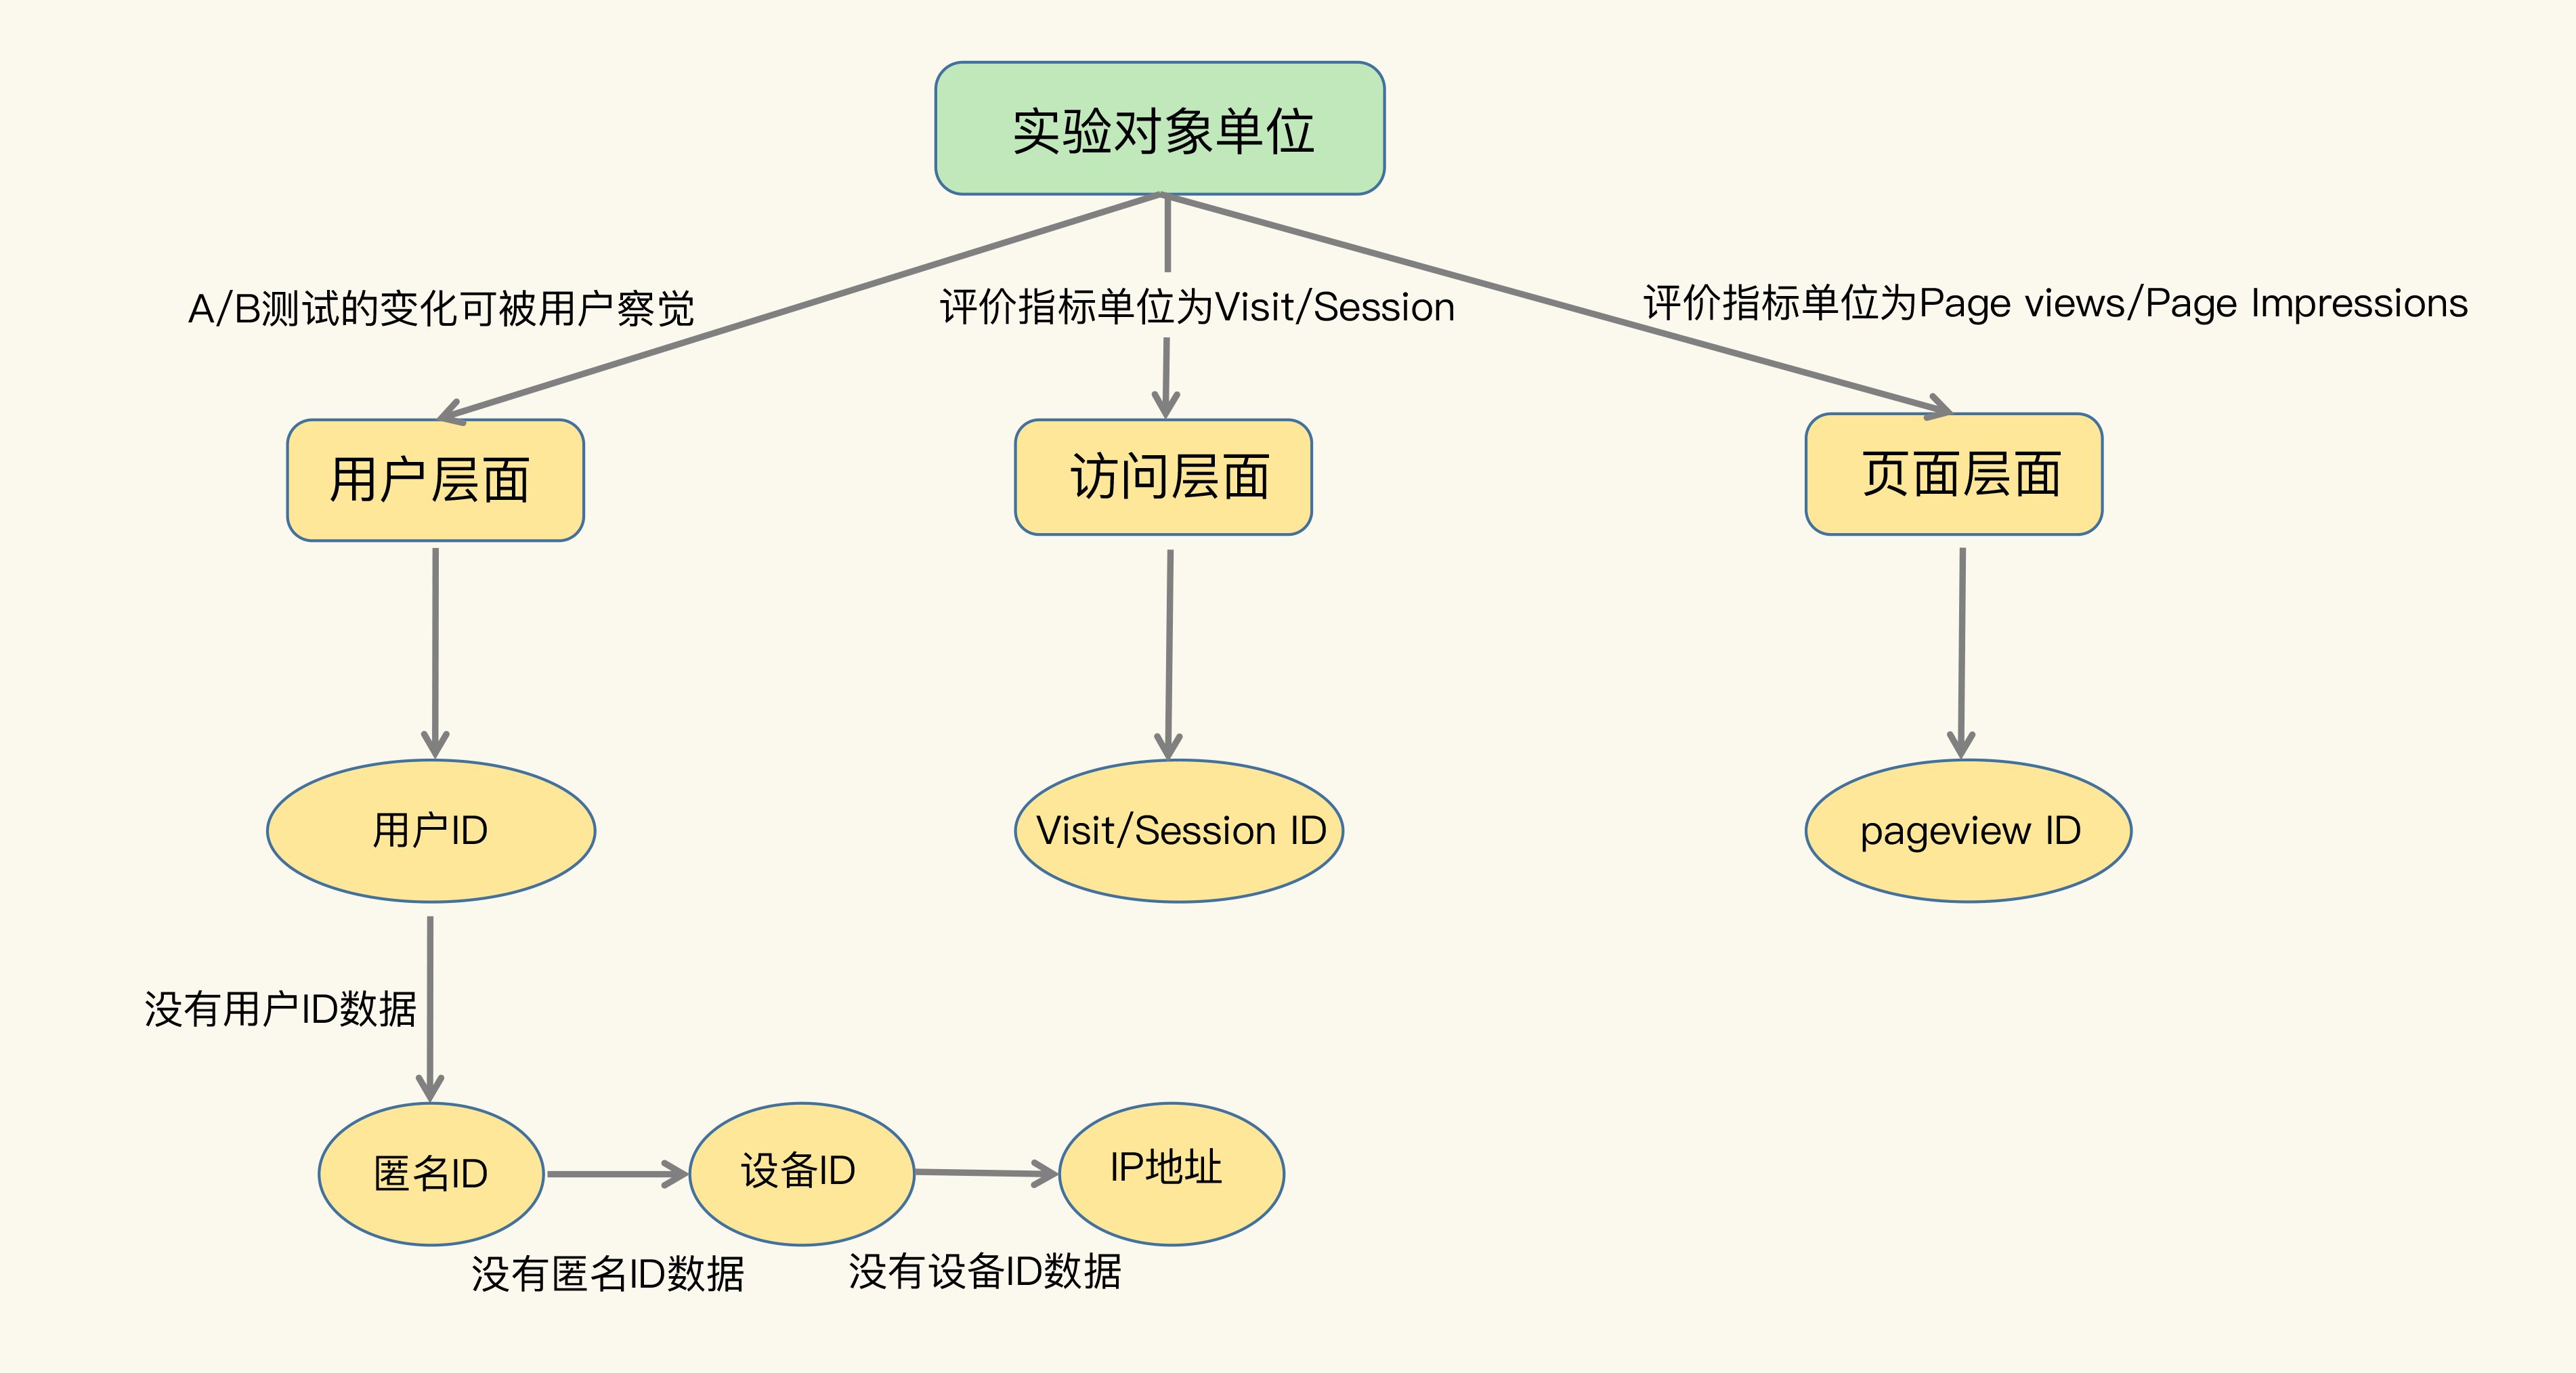 实验对象单位
A/B测试的变化可被用户察觉
评价指标单位为Visit/Session
评价指标单位为Page views/Page Impressions
用户层面
访问层面
页面层面
用户ID
Visit/Session ID
pageview ID
没有用户ID数据
匿名ID
设备ID
IP地址
没有匿名ID数据
没有设备ID数据